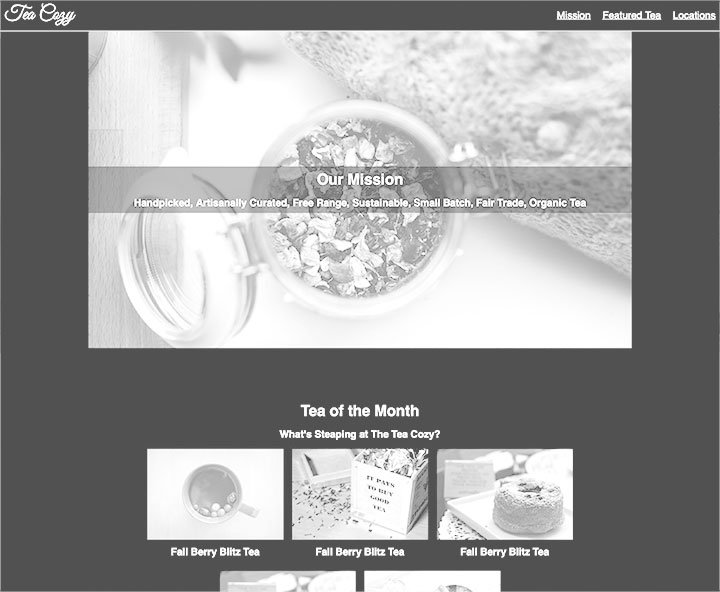 Tea Cozy
Mission Featured Tea Locations
Our Mission
Handpicked, Artisanally Curated, Free Range, Sustainable, Small Batch, Fair Trade, Organic Tea
Tea of the Month
What's Steaping at The Tea Cozy?
IT PAYS
TO BUY
GOOD
TEA
Fall Berry Blitz Tea Fall Berry Blitz Tea Fall Berry Blitz Tea